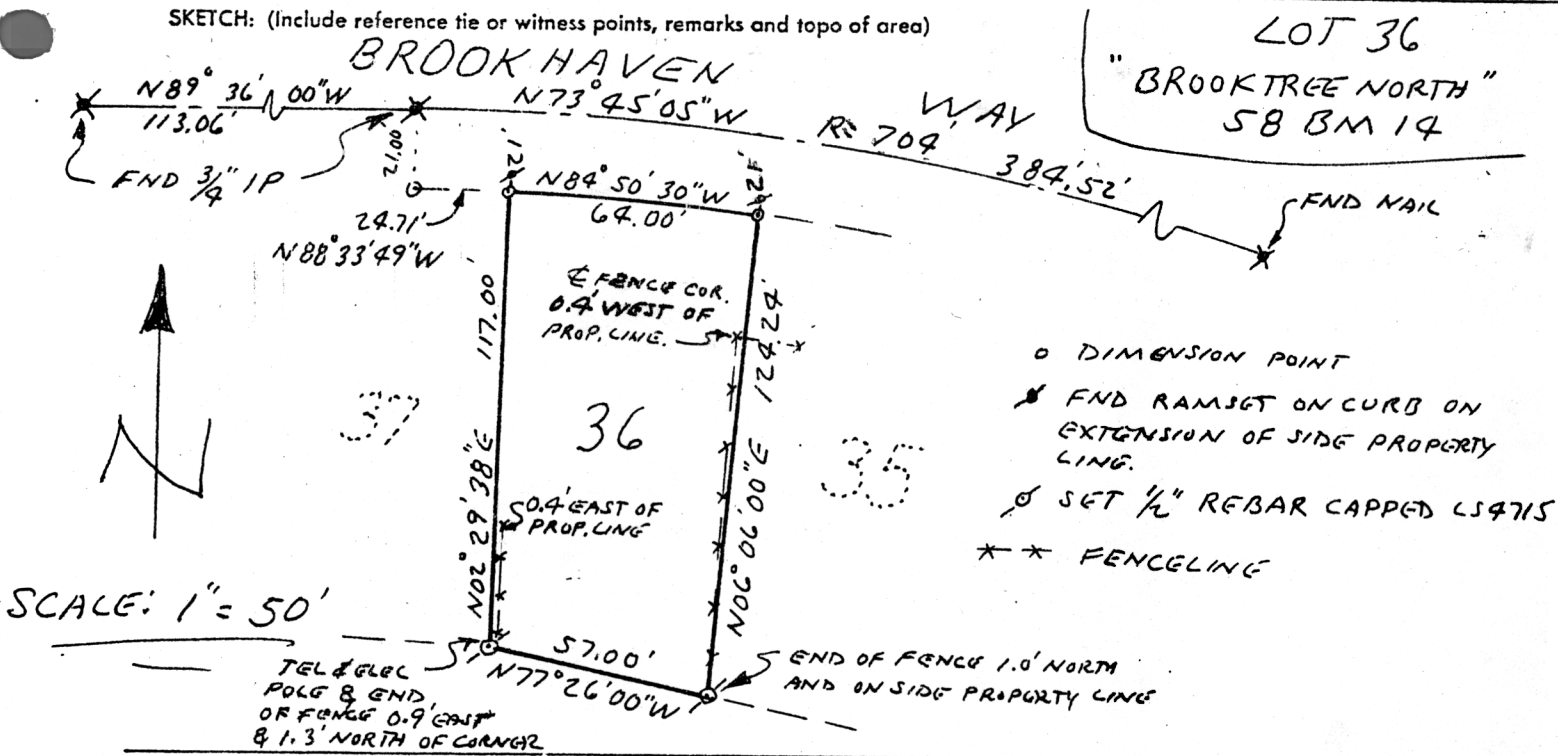 SKETCH: (Include reference tie or witness points, remarks and topo of area)
LOT 36
"BROOKTREE NORTH"
58 BM 14
BROOKHAVEN WAY
N89° 36' 00"W
113.06'
N73°45'05"W
R= 704'
384.52'
FND 3/4" IP
FND NAIL
21.00
12'
12'
N84° 50' 30"W
64.00'
24.71'
N88°33'49"W
℄ FENCE COR.
0.4' WEST OF
PROP. LINE.
117.00
N02° 29' 38"E
124.24'
N06° 06' 00"E
37
36
35
0.4' EAST OF
PROP. LINE
N
o DIMENSION POINT
FND RAMSET ON CURB ON
EXTENSION OF SIDE PROPERTY
LINE.
SET 1/2" REBAR CAPPED LS4715
FENCELINE
SCALE: 1" = 50'
57.00'
N77°26'00"W
TEL & ELEC
POLE & END
OF FENCE 0.9' EAST
& 1.3' NORTH OF CORNER
END OF FENCE 1.0' NORTH
AND ON SIDE PROPERTY LINE